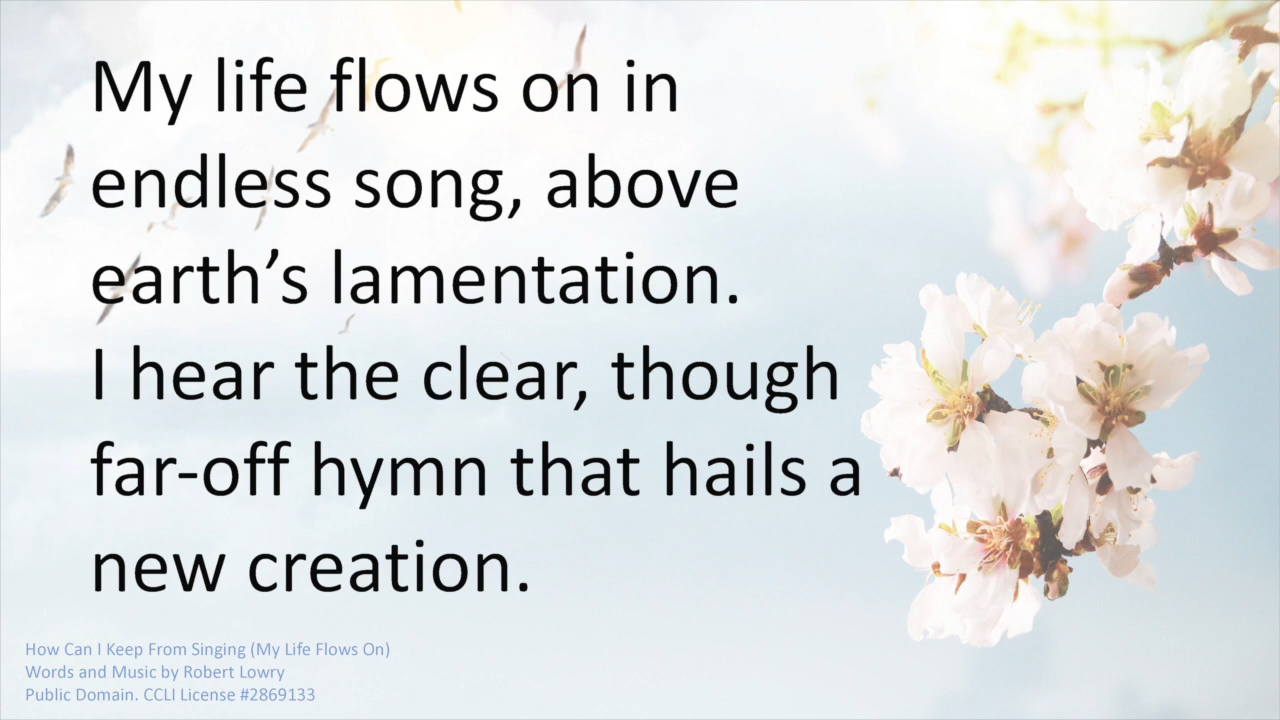 My life flows on in
endless song, above
earth’s lamentation.
I hear the clear, though
far-off hymn that hails a
new creation.
How Can I Keep From Singing (My Life Flows On)
Words and Music by Robert Lowry
Public Domain. CCLI License #2869133